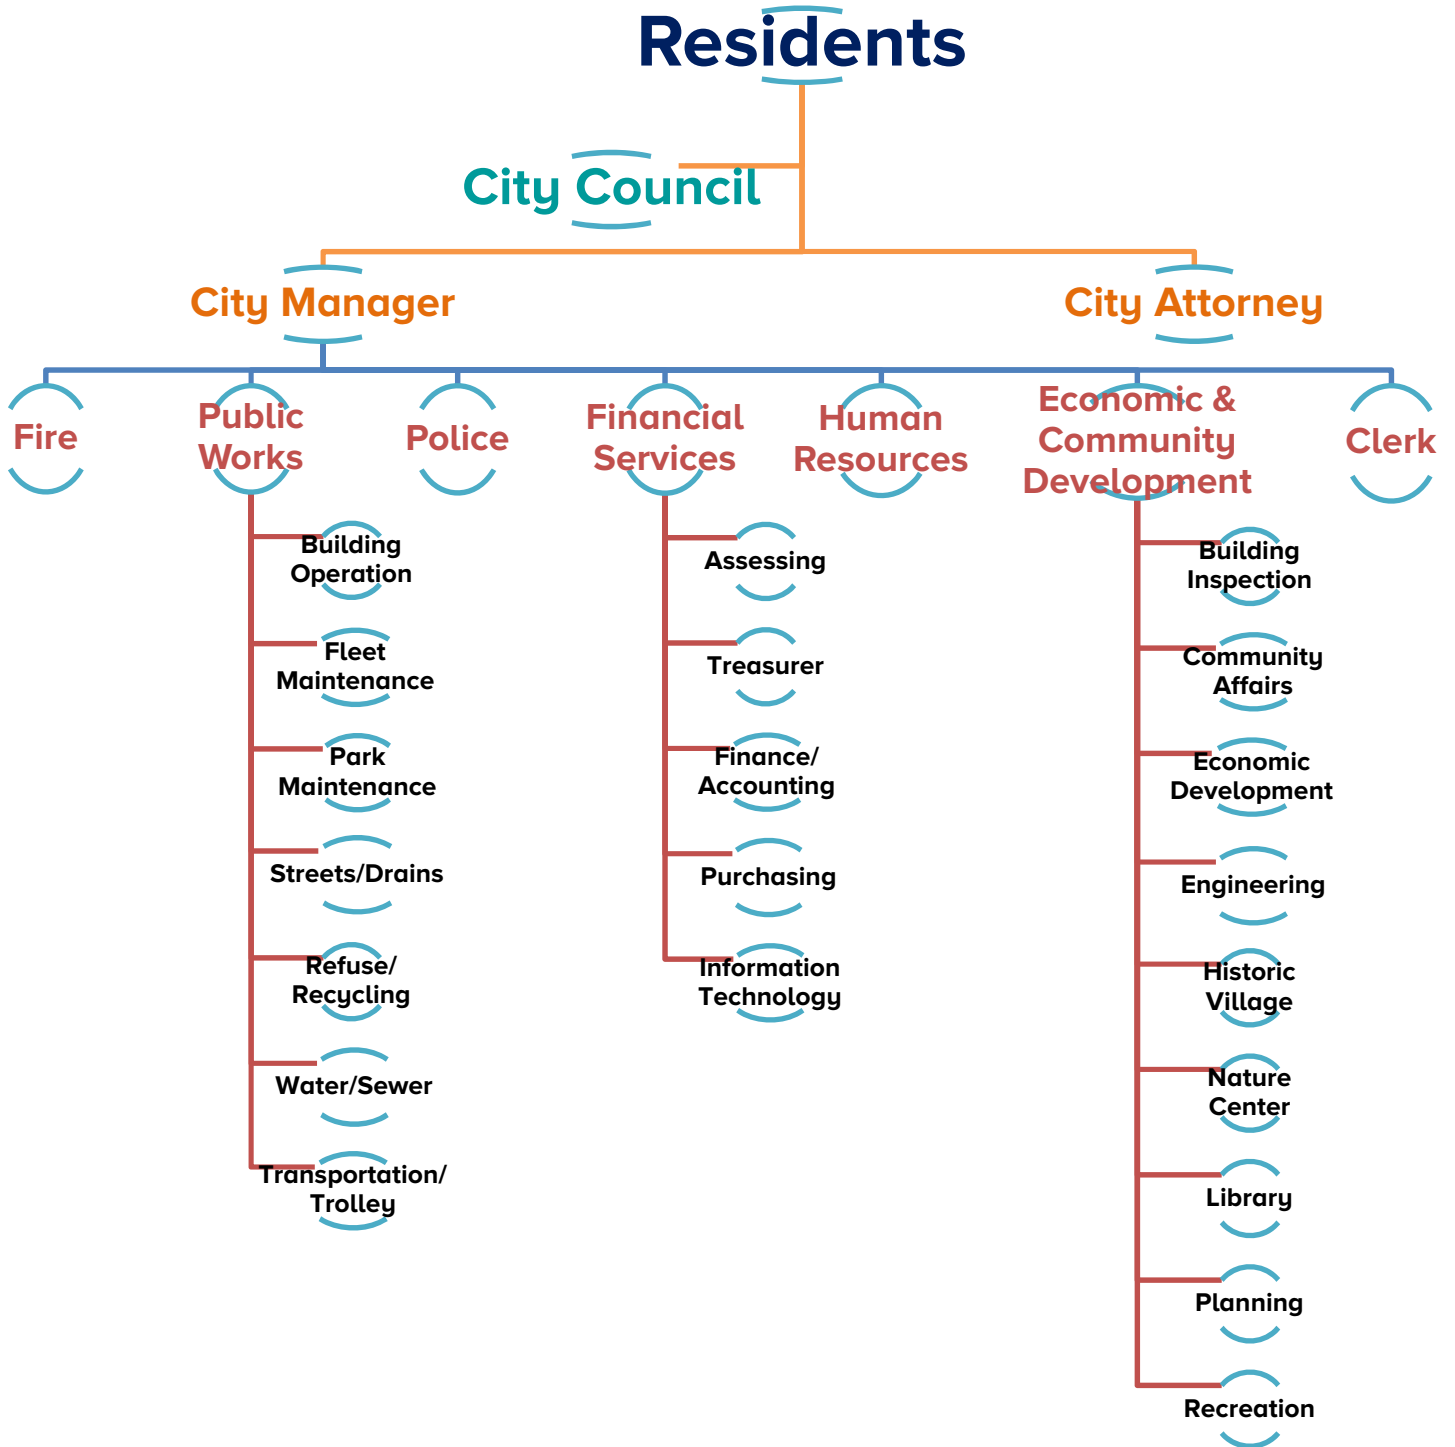 Residents
City Council
City Manager
City Attorney
Fire
Public
Works
Police
Financial
Services
Human
Resources
Economic &
Community
Development
Clerk
Building
Operation
Fleet
Maintenance
Park
Maintenance
Streets/Drains
Refuse/
Recycling
Water/Sewer
Transportation/
Trolley
Assessing
Treasurer
Finance/
Accounting
Purchasing
Information
Technology
Building
Inspection
Community
Affairs
Economic
Development
Engineering
Historic
Village
Nature
Center
Library
Planning
Recreation